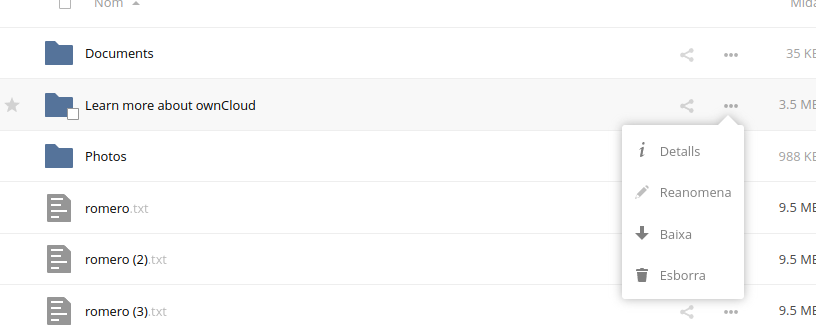 Nom Mida
Documents 35 KB
Learn more about ownCloud 3.5 MB
Photos 988 KB
Detalls
Reanomena
romero.txt 9.5 MB
Baixa
romero (2).txt 9.5 MB
Esborra
romero (3).txt 9.5 MB